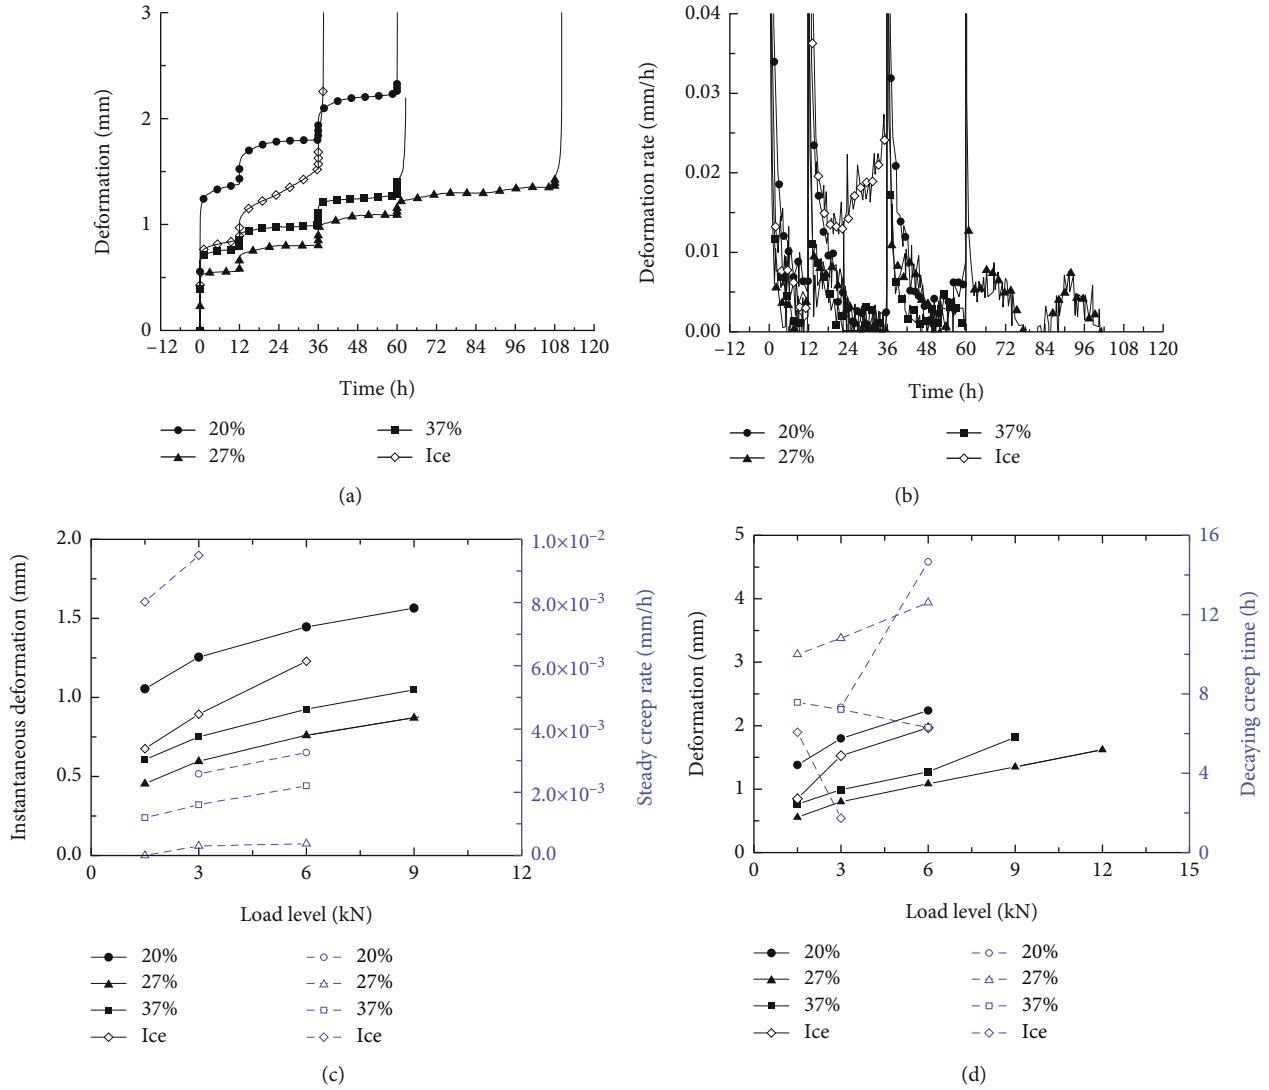 3
2
1
0
Deformation (mm)
−12 0 12 24 36 48 60 72 84 96 108 120
Time (h)
20% 37%
27% Ice
(a)
0.04
0.03
0.02
0.01
0.00
Deformation rate (mm/h)
−12 0 12 24 36 48 60 72 84 96 108 120
Time (h)
20% 37%
27% Ice
(b)
2.0
1.5
1.0
0.5
0.0
Instantaneous deformation (mm)
1.0×10−2
8.0×10−3
6.0×10−3
4.0×10−3
2.0×10−3
0.0
Steady creep rate (mm/h)
0 3 6 9 12
Load level (kN)
20% 20%
27% 27%
37% 37%
Ice Ice
(c)
5
4
3
2
1
0
Deformation (mm)
16
12
8
4
0
Decaying creep time (h)
0 3 6 9 12 15
Load level (kN)
20% 20%
27% 27%
37% 37%
Ice Ice
(d)